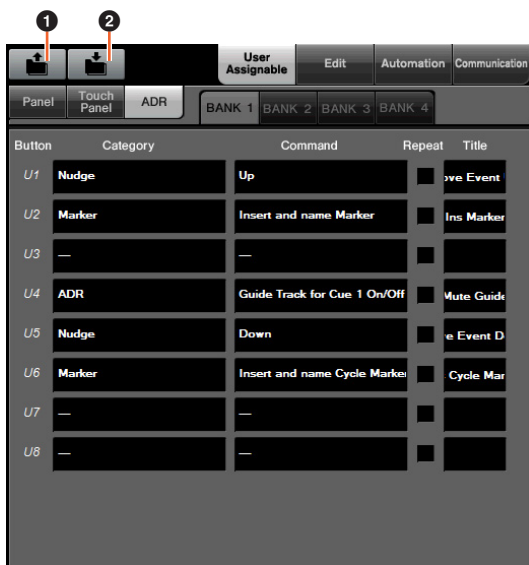 1 2
User Assignable Edit Automation Communication
Panel Touch Panel ADR BANK 1 BANK 2 BANK 3 BANK 4
Button Category Command Repeat Title
U1 Nudge Up ove Event
U2 Marker Insert and name Marker Ins Marker
U3 — —
U4 ADR Guide Track for Cue 1 On/Off Mute Guide
U5 Nudge Down e Event D
U6 Marker Insert and name Cycle Marker Cycle Mar
U7 — —
U8 — —